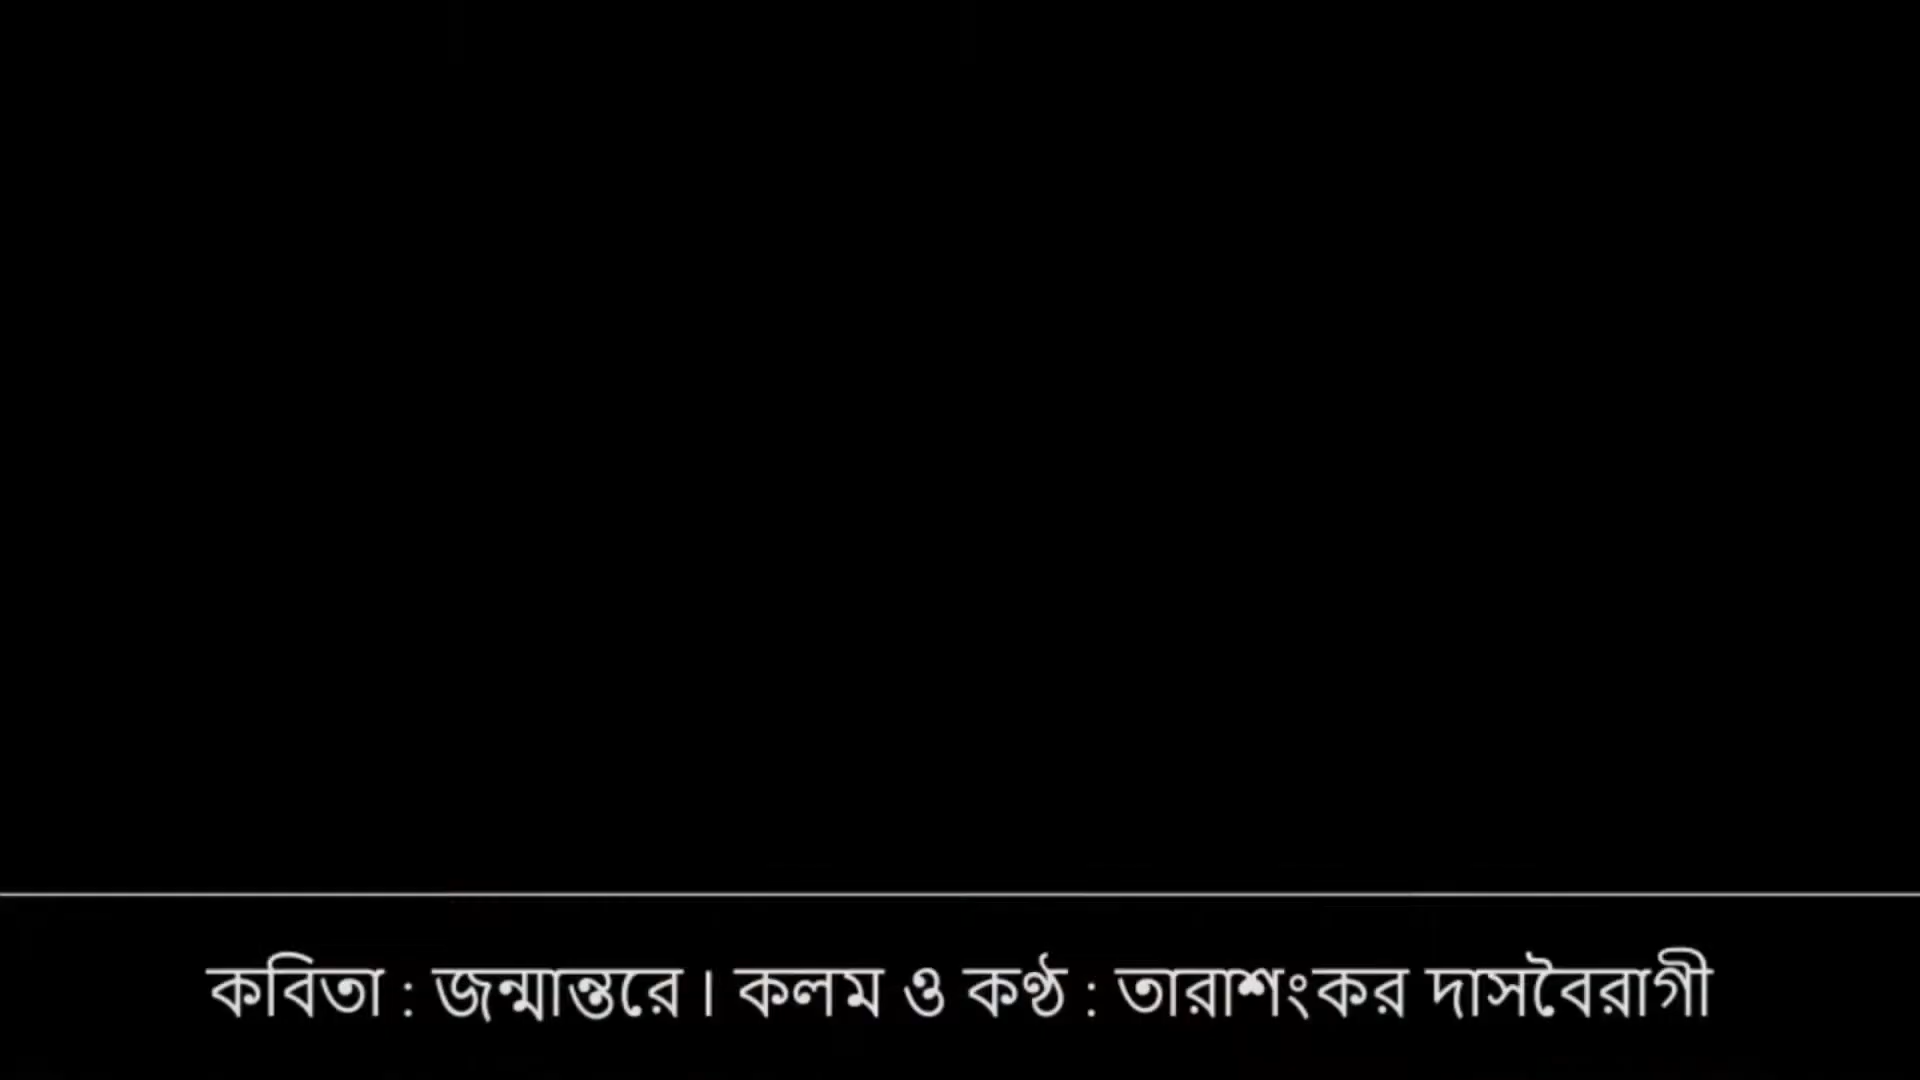 কবিতা : জন্মান্তরে । কলম ও কণ্ঠ : তারাশংকর দাসবৈরাগী